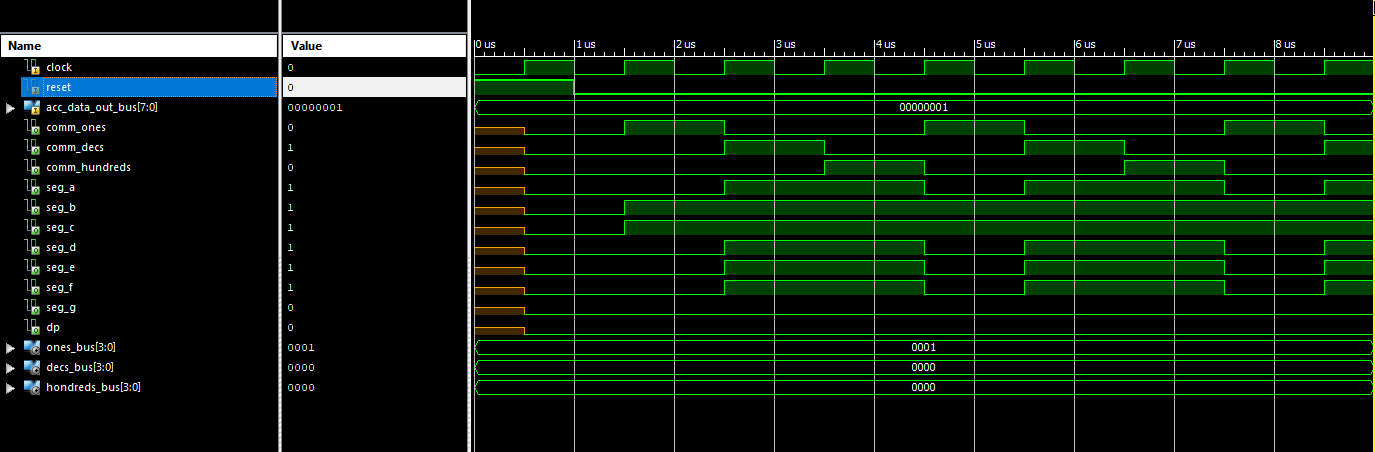 Name Value 0 us 1 us 2 us 3 us 4 us 5 us 6 us 7 us 8 us
clock 0
reset 0
acc_data_out_bus[7:0] 00000001 00000001
comm_ones 0
comm_decs 1
comm_hundreds 0
seg_a 1
seg_b 1
seg_c 1
seg_d 1
seg_e 1
seg_f 1
seg_g 0
dp 0
ones_bus[3:0] 0001 0001
decs_bus[3:0] 0000 0000
hondreds_bus[3:0] 0000 0000